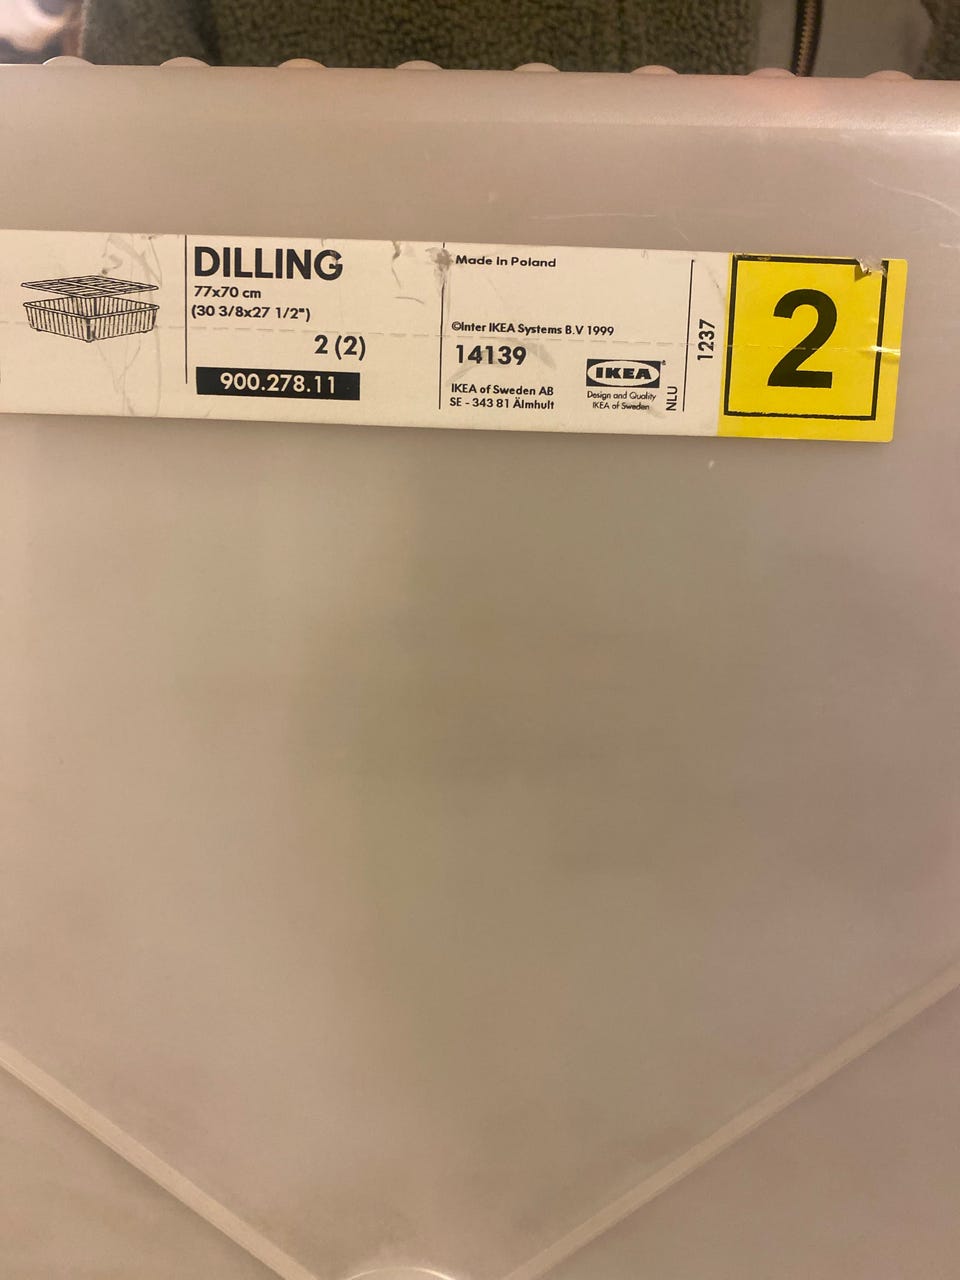 DILLING
77x70 cm
(30 3/8x27 1/2")
2 (2)
900.278.11
Made in Poland
©Inter IKEA Systems B.V 1999
14139
IKEA of Sweden AB
SE - 343 81 Älmhult
IKEA®
Design and Quality
IKEA of Sweden
NLU
1237
2